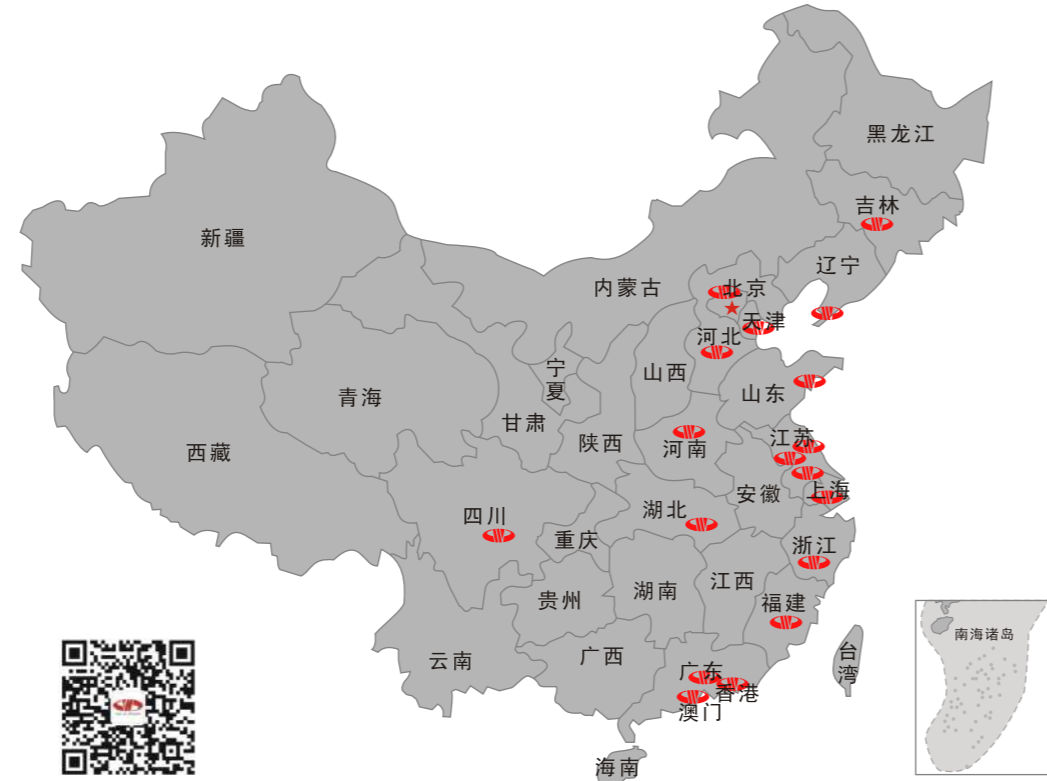 黑龙江
吉林
新疆
辽宁
内蒙古
北京
天津
河北
宁夏
山西
青海
山东
甘肃
江苏
陕西
河南
西藏
安徽
上海
湖北
四川
重庆
浙江
江西
湖南
贵州
福建
南海诸岛
广西
台湾
云南
广东
香港
澳门
海南